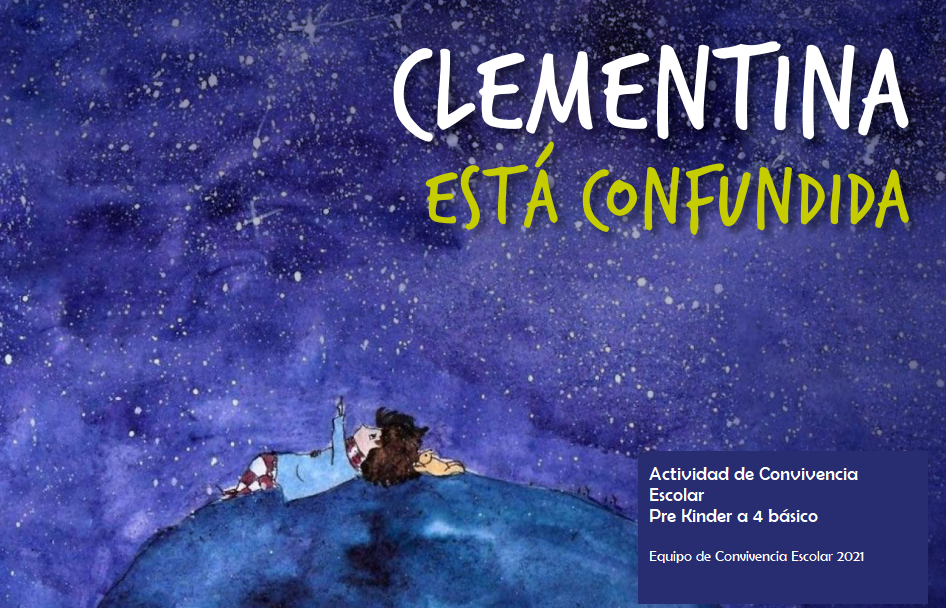 CLEMENTINA
ESTÁ CONFUNDIDA
Actividad de Convivencia
Escolar
Pre Kinder a 4 básico
Equipo de Convivencia Escolar 2021